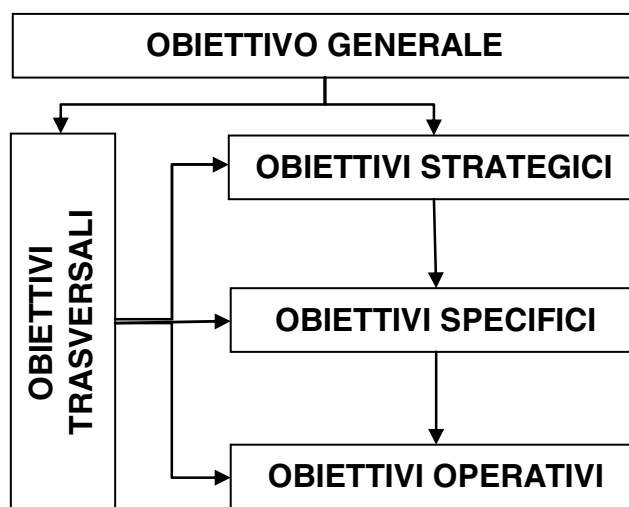 OBIETTIVO GENERALE
OBIETTIVI
TRASVERSALI
OBIETTIVI STRATEGICI
OBIETTIVI SPECIFICI
OBIETTIVI OPERATIVI